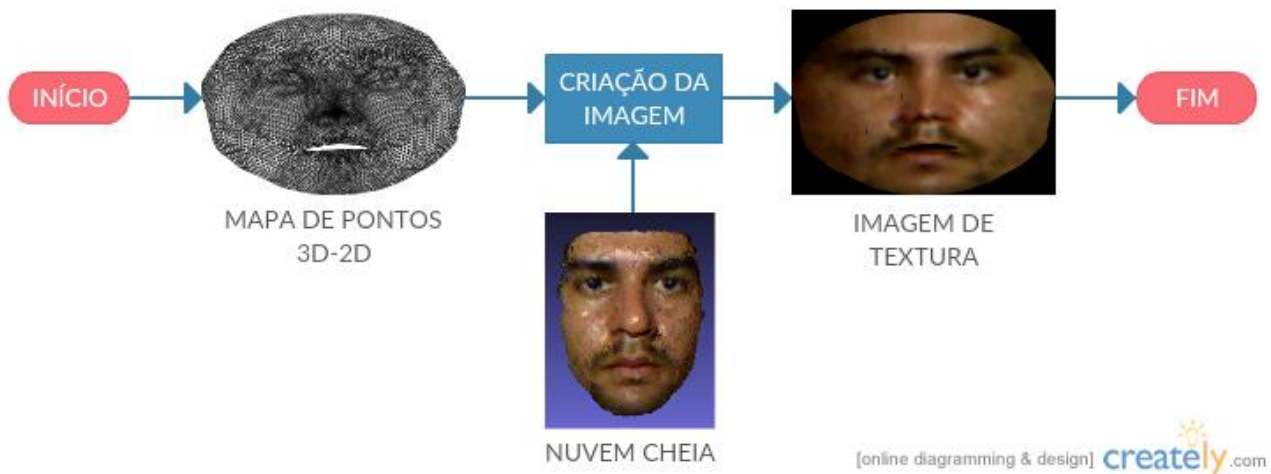 INÍCIO
MAPA DE PONTOS
3D-2D
CRIAÇÃO DA
IMAGEM
NUVEM CHEIA
IMAGEM DE
TEXTURA
FIM
[online diagramming & design] creately.com